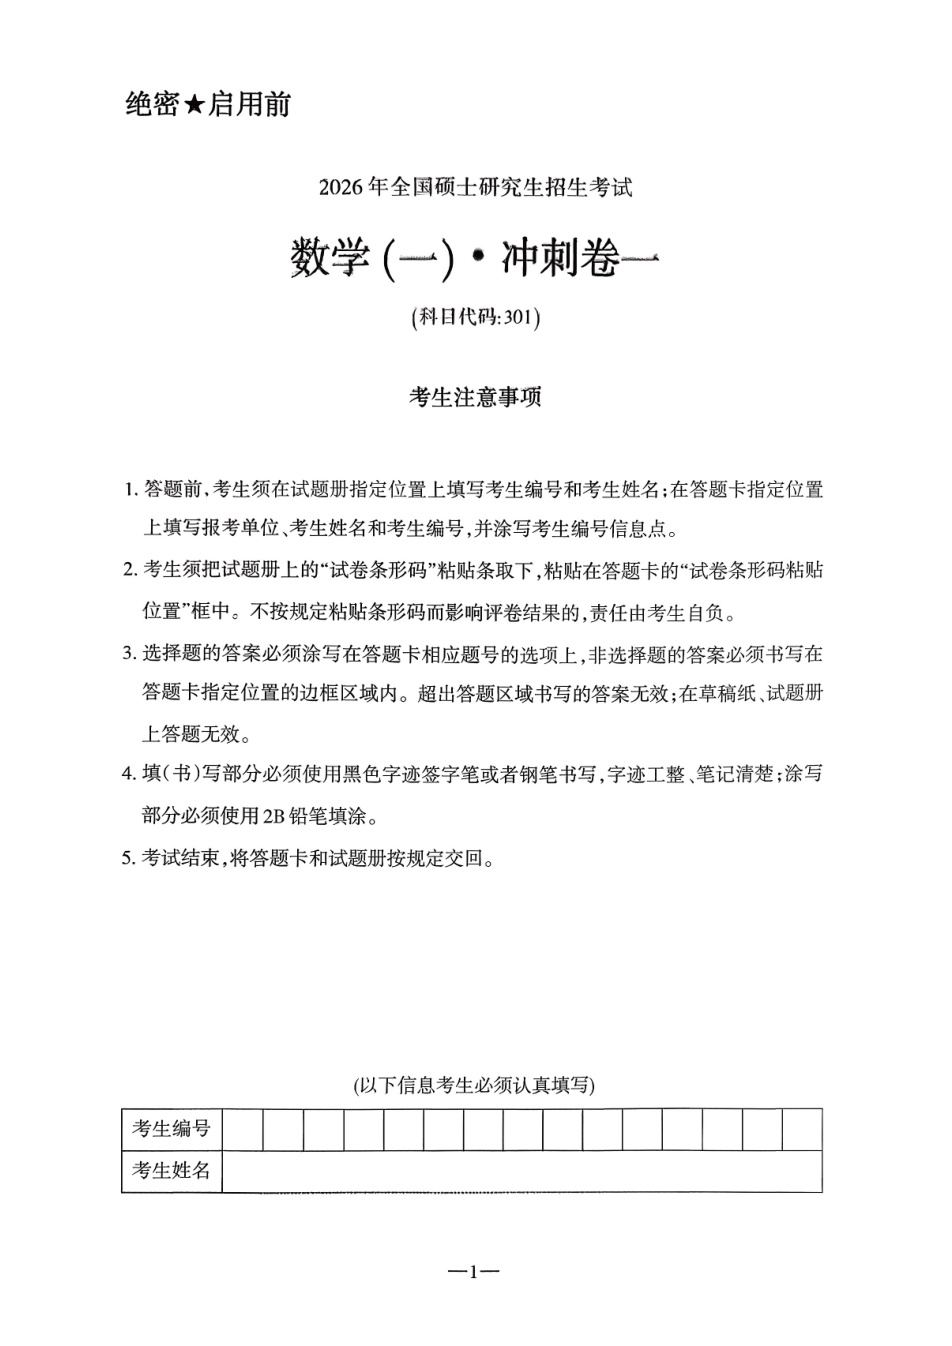 绝密★启用前
2026年全国硕士研究生招生考试
数学(一)·冲刺卷一
(科目代码:301)
考生注意事项
1. 答题前,考生须在试题册指定位置上填写考生编号和考生姓名;在答题卡指定位置
上填写报考单位、考生姓名和考生编号,并涂写考生编号信息点。
2. 考生须把试题册上的“试卷条形码”粘贴条取下,粘贴在答题卡的“试卷条形码粘贴
位置”框中。不按规定粘贴条形码而影响评卷结果的,责任由考生自负。
3. 选择题的答案必须涂写在答题卡相应题号的选项上,非选择题的答案必须书写在
答题卡指定位置的边框区域内。超出答题区域书写的答案无效;在草稿纸、试题册
上答题无效。
4. 填(书)写部分必须使用黑色字迹签字笔或者钢笔书写,字迹工整、笔记清楚;涂写
部分必须使用2B铅笔填涂。
5. 考试结束,将答题卡和试题册按规定交回。
(以下信息考生必须认真填写)
考生编号
考生姓名
—1—